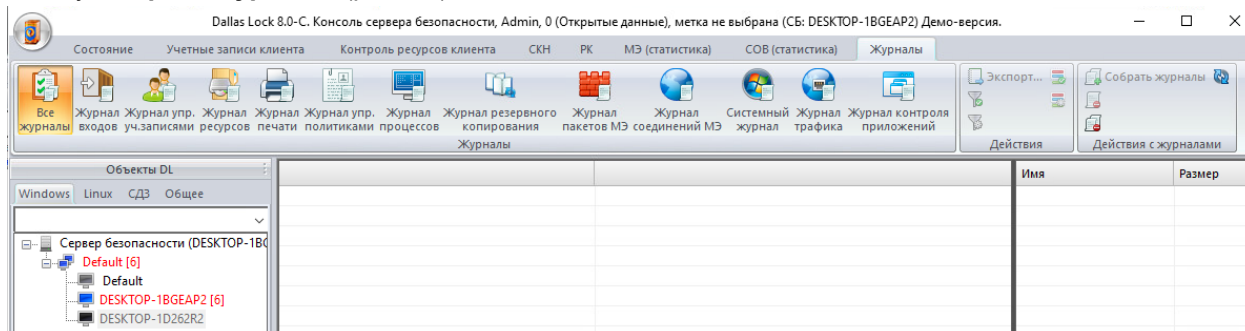 Dallas Lock 8.0-C. Консоль сервера безопасности, Admin, 0 (Открытые данные), метка не выбрана (СБ: DESKTOP-1BGEAP2) Демо-версия.
Состояние Учетные записи клиента Контроль ресурсов клиента СКН РК МЭ (статистика) СОВ (статистика) Журналы
Все журналы
Журнал входов
Журнал упр. уч.записями
Журнал ресурсов
Журнал печати
Журнал упр. политиками
Журнал процессов
Журнал резервного копирования
Журнал пакетов МЭ
Журнал соединений МЭ
Системный журнал
Журнал трафика
Журнал контроля приложений
Журналы
Экспорт...
Действия
Собрать журналы
Действия с журналами
Объекты DL
Windows Linux СДЗ Общее
Имя Размер
Сервер безопасности (DESKTOP-1BG
Default [6]
Default
DESKTOP-1BGEAP2 [6]
DESKTOP-1D262R2